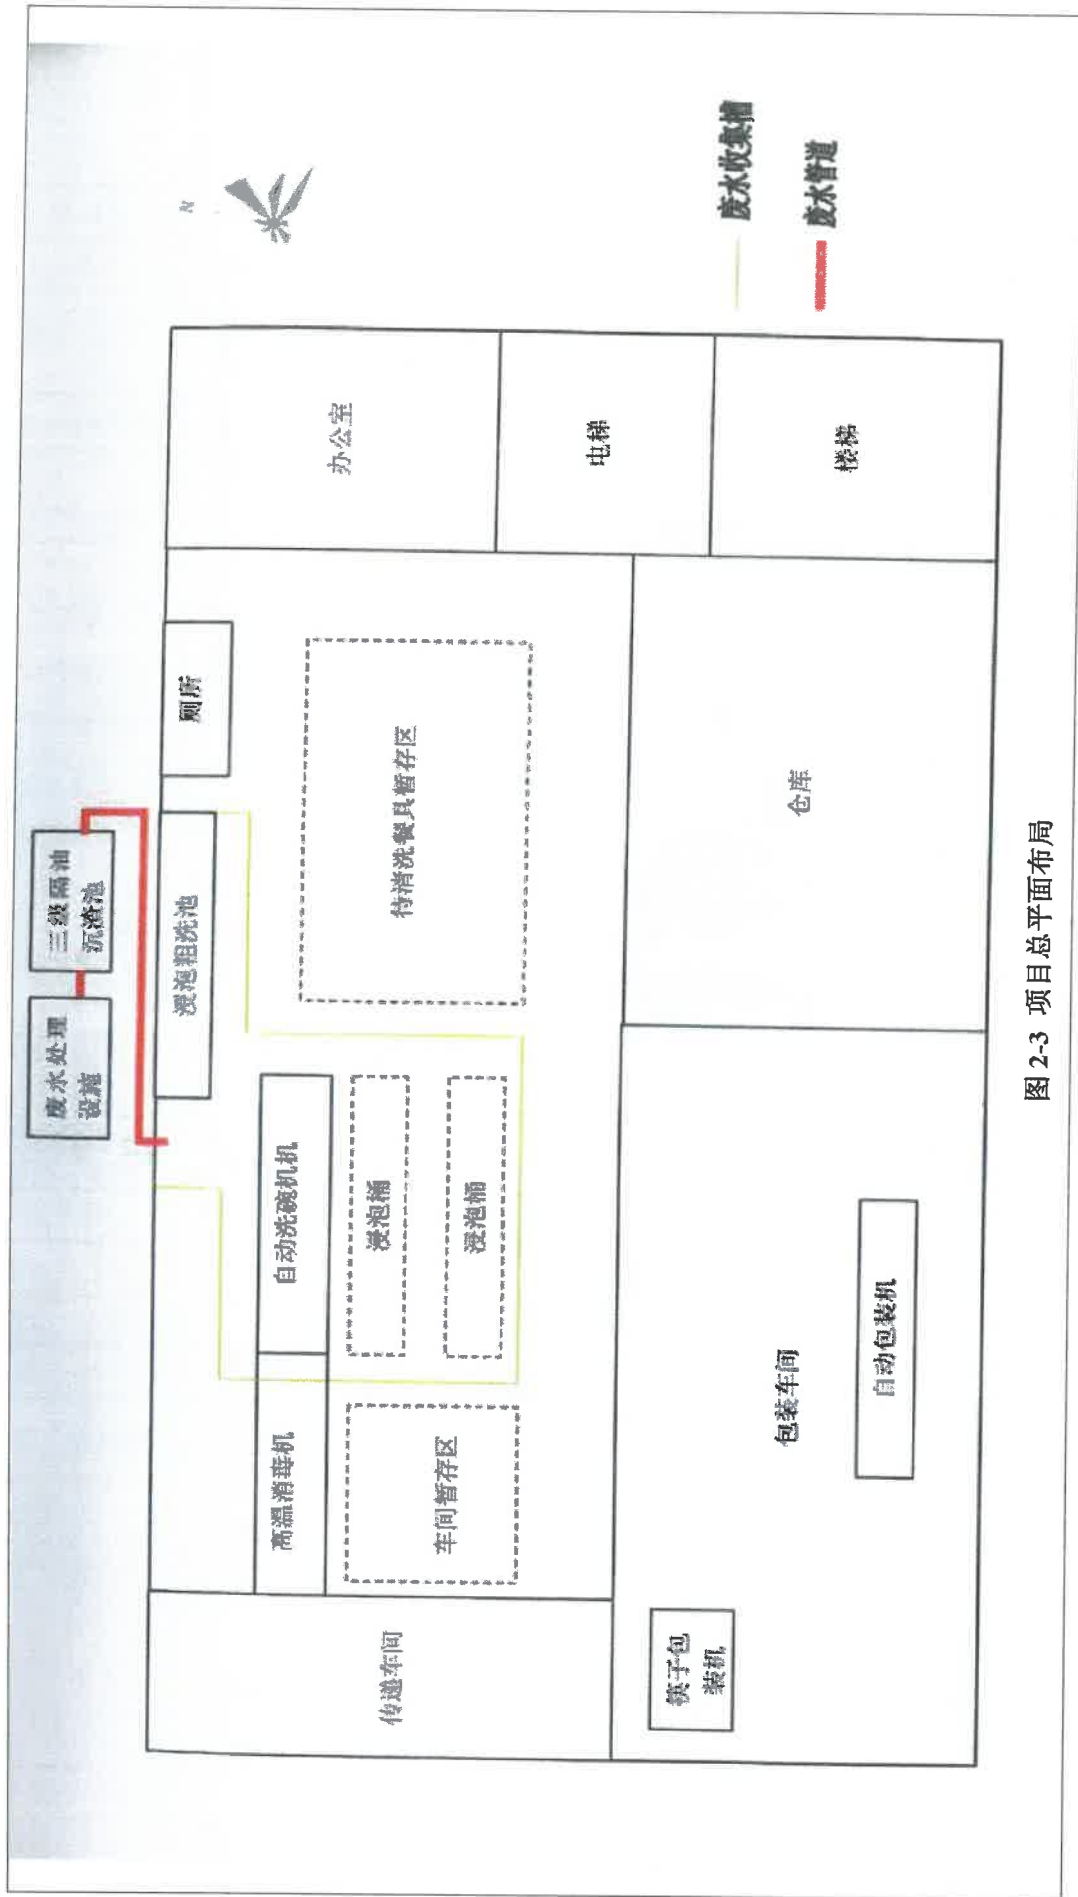 废水处理
设施
三级隔油
沉渣池
N
浸泡粗洗池
厕所
办公室
高温消毒机
自动洗碗机机
浸泡桶
浸泡桶
待清洗餐具暂存区
电梯
传递车间
车间暂存区
楼梯
筷子包
装机
包装车间
自动包装机
仓库
废水收集槽
废水管道
图 2-3 项目总平面布局